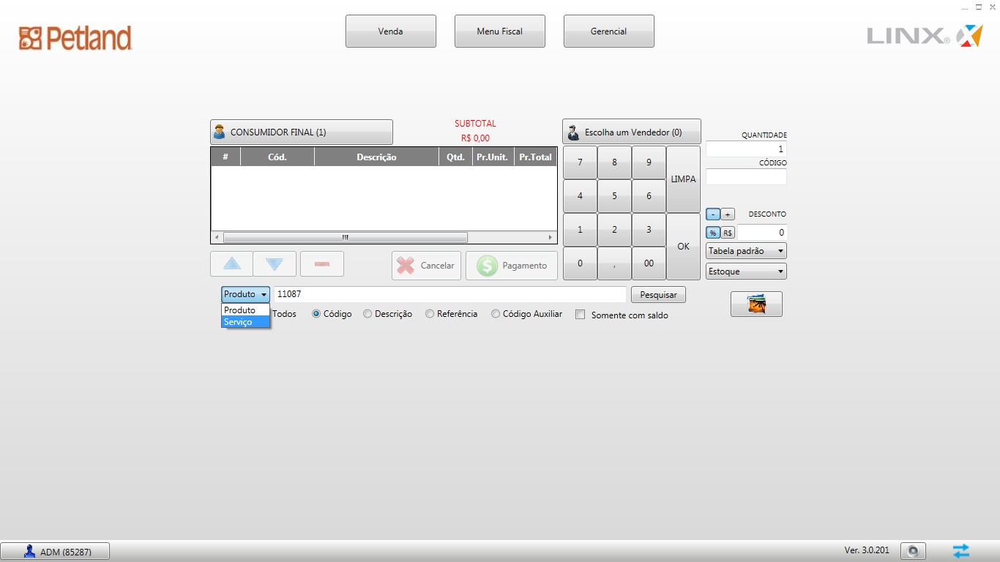 Petland
Venda
Menu Fiscal
Gerencial
LINX®
CONSUMIDOR FINAL (1)
SUBTOTAL
R$ 0,00
Escolha um Vendedor (0)
QUANTIDADE
1
CÓDIGO
# Cód. Descrição Qtd. Pr.Unit. Pr.Total
7 8 9 LIMPA
4 5 6
1 2 3 OK
0 , 00
- + DESCONTO
% R$ 0
Tabela padrão
Estoque
Cancelar
Pagamento
Produto 11087 Pesquisar
Produto
Serviço
Todos Código Descrição Referência Código Auxiliar Somente com saldo
ADM (85287)
Ver. 3.0.201